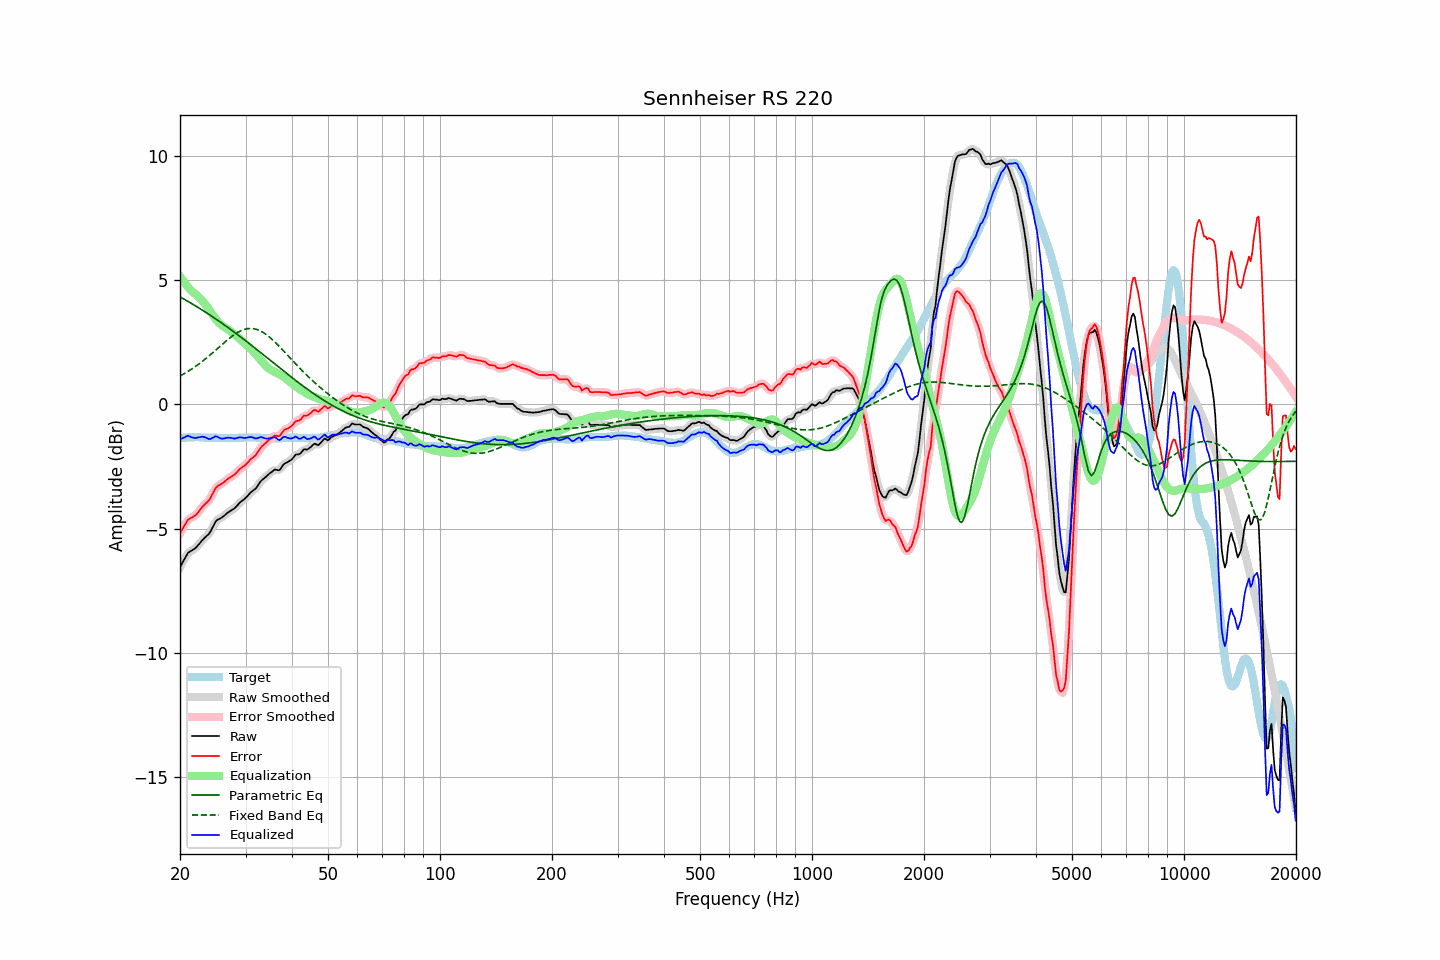 Sennheiser RS 220
Amplitude (dBr)
10
5
0
−5
−10
−15
Target
Raw Smoothed
Error Smoothed
Raw
Error
Equalization
Parametric Eq
Fixed Band Eq
Equalized
20 50 100 200 500 1000 2000 5000 10000 20000
Frequency (Hz)